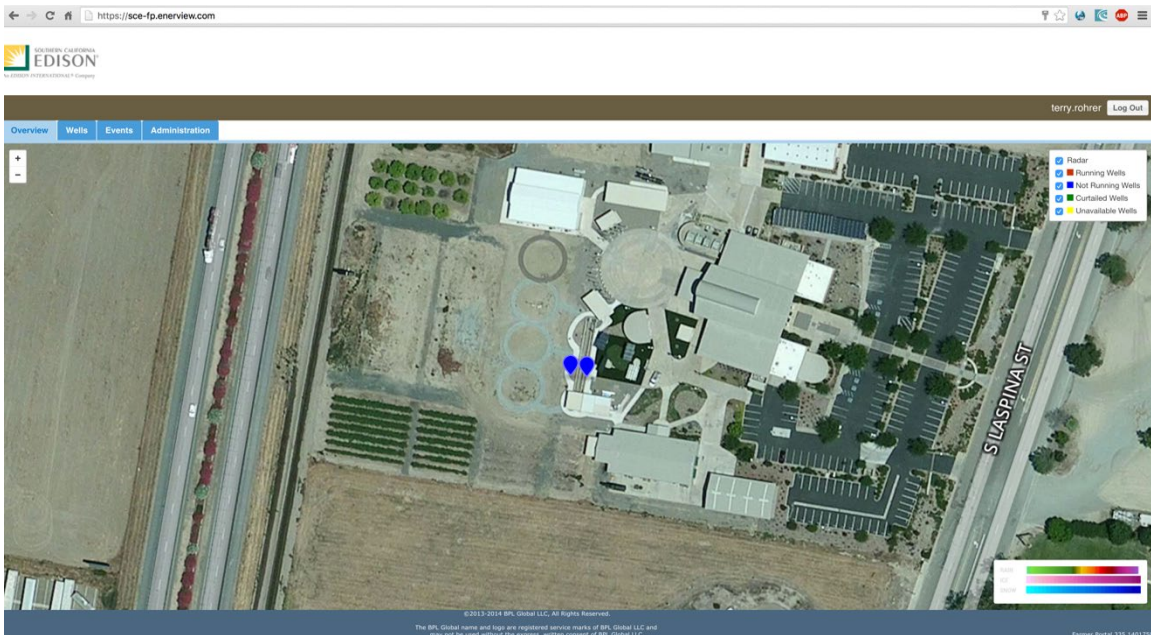 https://sce-fp.enerview.com
ABP
SOUTHERN CALIFORNIA
EDISON®
An EDISON INTERNATIONAL® Company
terry.rohrer Log Out
Overview Wells Events Administration
+
-
Radar
Running Wells
Not Running Wells
Curtailed Wells
Unavailable Wells
S LASPINA ST
RAIN
ICE
SNOW
©2013-2014 BPL Global LLC, All Rights Reserved.
The BPL Global name and logo are registered service marks of BPL Global LLC and
may not be used without the express, written consent of BPL Global LLC.